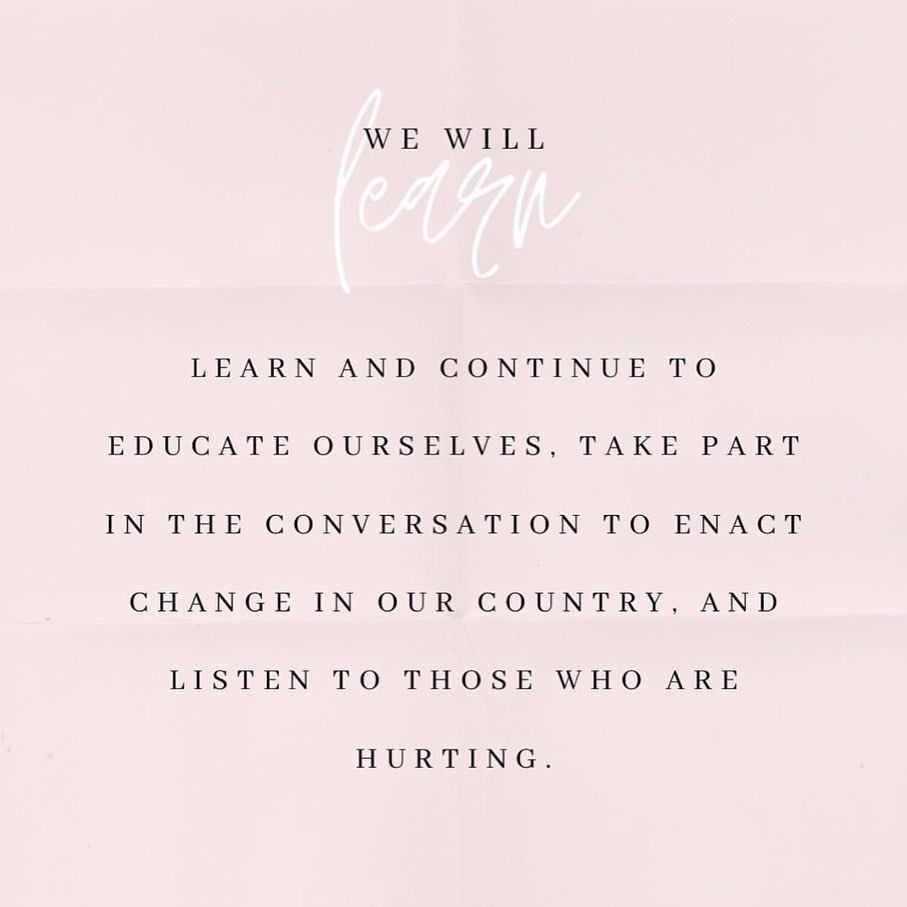 WE WILL
learn
LEARN AND CONTINUE TO
EDUCATE OURSELVES, TAKE PART
IN THE CONVERSATION TO ENACT
CHANGE IN OUR COUNTRY, AND
LISTEN TO THOSE WHO ARE
HURTING.